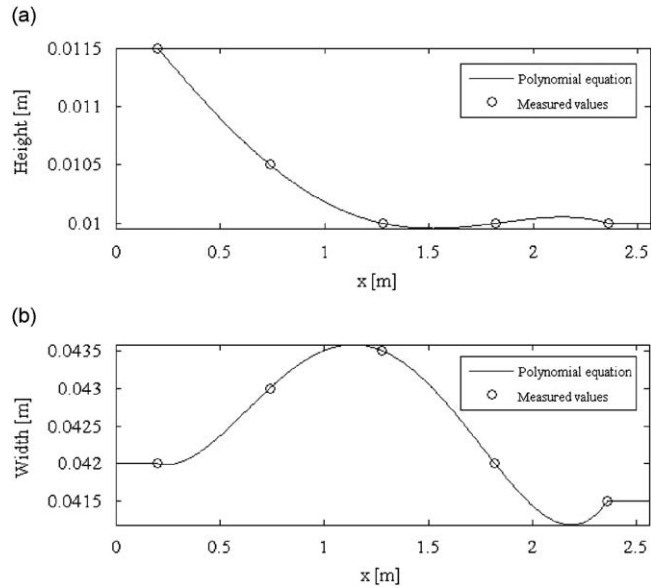 (a)
0.0115
0.0105
0.01
Height [m]
Polynomial equation
Measured values
0
0.5
1
1.5
2
2.5
x [m]
(b)
0.0435
0.043
0.0425
0.042
0.0415
Width [m]
Polynomial equation
Measured values
0
0.5
1
1.5
2
2.5
x [m]